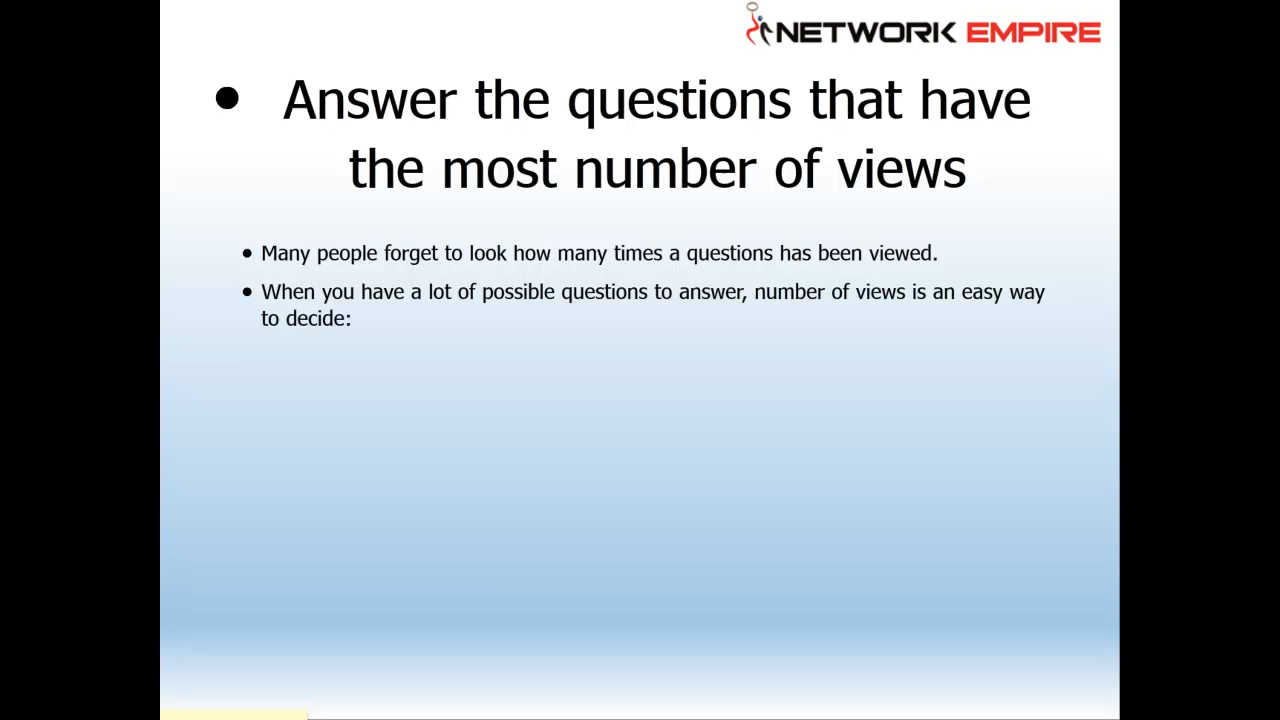 NETWORK EMPIRE
• Answer the questions that have
the most number of views
• Many people forget to look how many times a questions has been viewed.
• When you have a lot of possible questions to answer, number of views is an easy way
to decide: